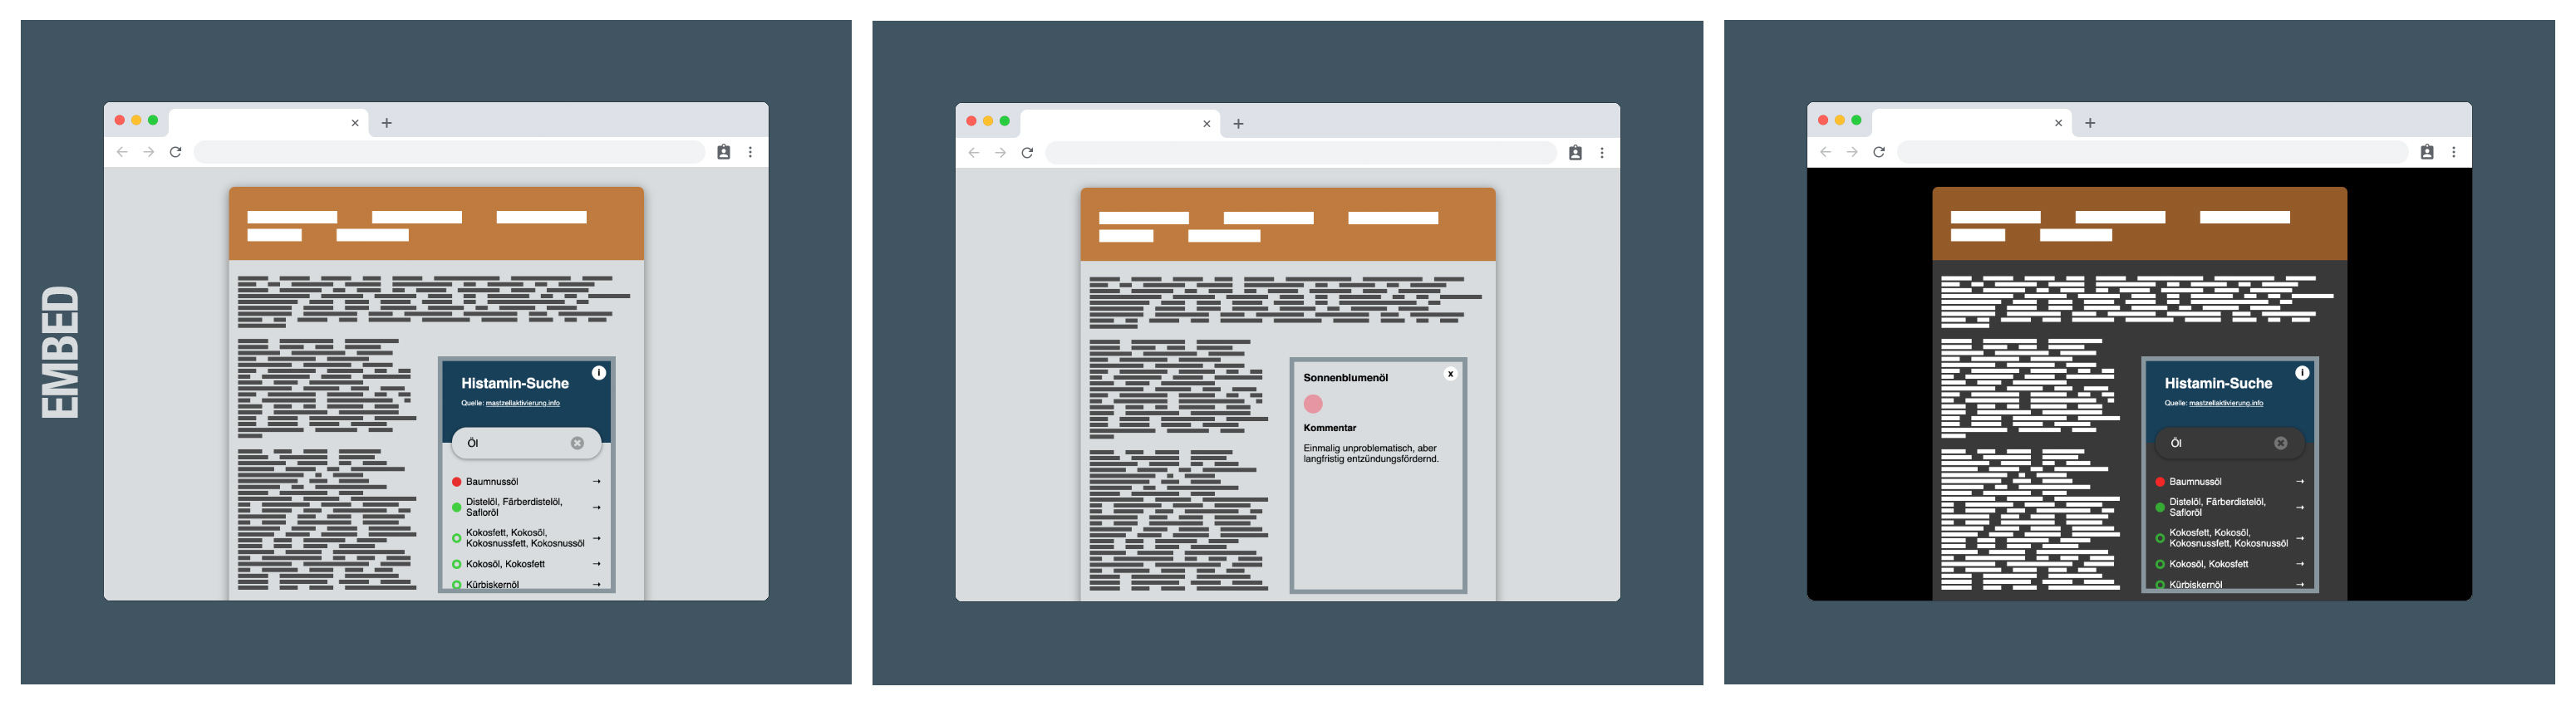 EMBED
Histamin-Suche
i
Quelle: mastzellaktivierung.info
Öl
Baumnussöl
Distelöl, Färberdistelöl,
Safloröl
Kokosfett, Kokosöl,
Kokosnussfett, Kokosnussöl
Kokosöl, Kokosfett
Kürbiskernöl
Sonnenblumenöl
x
Kommentar
Einmalig unproblematisch, aber
langfristig entzündungsfördernd.
Histamin-Suche
i
Quelle: mastzellaktivierung.info
Öl
Baumnussöl
Distelöl, Färberdistelöl,
Safloröl
Kokosfett, Kokosöl,
Kokosnussfett, Kokosnussöl
Kokosöl, Kokosfett
Kürbiskernöl